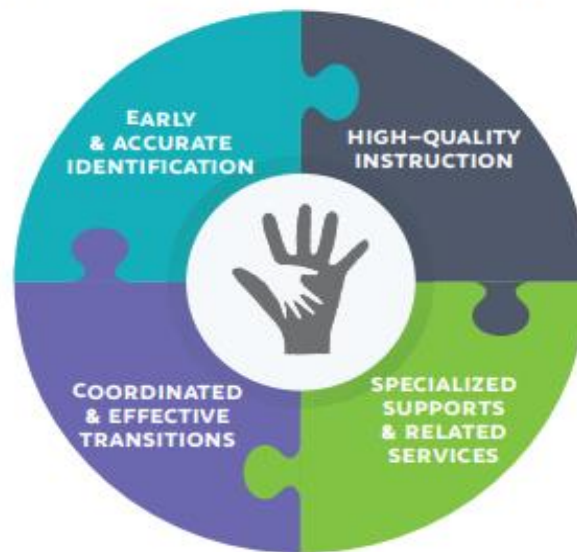 EARLY
& ACCURATE
IDENTIFICATION
HIGH–QUALITY
INSTRUCTION
COORDINATED
& EFFECTIVE
TRANSITIONS
SPECIALIZED
SUPPORTS
& RELATED
SERVICES